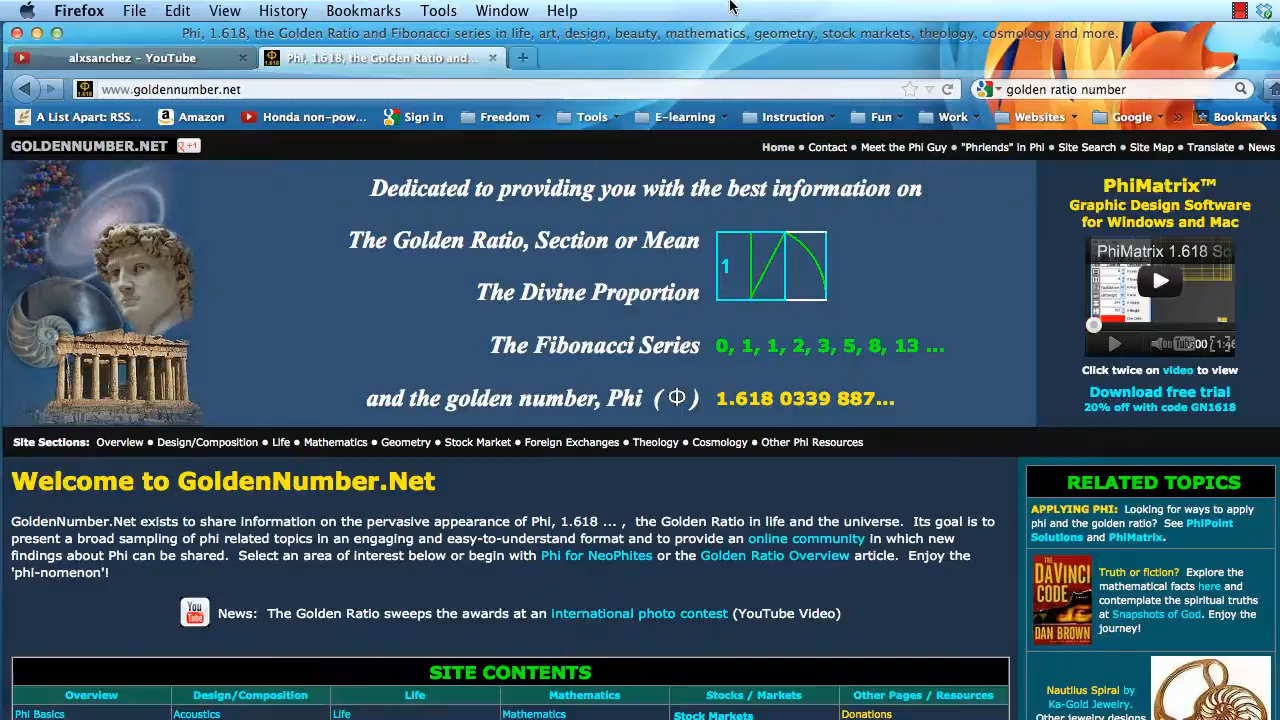 Firefox File Edit View History Bookmarks Tools Window Help
Phi, 1.618, the Golden Ratio and Fibonacci series in life, art, design, beauty, mathematics, geometry, stock markets, theology, cosmology and more.
alxsanchez – YouTube
Phi, 1.618, the Golden Ratio and...
www.goldennumber.net
golden ratio number
A List Apart: RSS...
Amazon
Honda non-pow...
Sign in
Freedom
Tools
E-learning
Instruction
Fun
Work
Websites
Google
Bookmarks
GOLDENNUMBER.NET
+1
Home • Contact • Meet the Phi Guy • "Phriends" in Phi • Site Search • Site Map • Translate • News
Dedicated to providing you with the best information on
The Golden Ratio, Section or Mean
1
The Divine Proportion
The Fibonacci Series 0, 1, 1, 2, 3, 5, 8, 13 ...
and the golden number, Phi ( Φ ) 1.618 0339 887...
PhiMatrix™
Graphic Design Software
for Windows and Mac
PhiMatrix 1.618 So
Click twice on video to view
Download free trial
20% off with code GN1618
Site Sections: Overview • Design/Composition • Life • Mathematics • Geometry • Stock Market • Foreign Exchanges • Theology • Cosmology • Other Phi Resources
Welcome to GoldenNumber.Net
GoldenNumber.Net exists to share information on the pervasive appearance of Phi, 1.618 ... , the Golden Ratio in life and the universe. Its goal is to
present a broad sampling of phi related topics in an engaging and easy-to-understand format and to provide an online community in which new
findings about Phi can be shared. Select an area of interest below or begin with Phi for NeoPhites or the Golden Ratio Overview article. Enjoy the
'phi-nomenon'!
You Tube
News: The Golden Ratio sweeps the awards at an international photo contest (YouTube Video)
SITE CONTENTS
Overview Design/Composition Life Mathematics Stocks / Markets Other Pages / Resources
Phi Basics Acoustics Life Mathematics Stock Markets Donations
RELATED TOPICS
APPLYING PHI: Looking for ways to apply
phi and the golden ratio? See PhiPoint
Solutions and PhiMatrix.
THE
DAVINCI
CODE
DAN BROWN
Truth or fiction? Explore the
mathematical facts here and
contemplate the spiritual truths
at Snapshots of God. Enjoy the
journey!
Nautilus Spiral by
Ka-Gold Jewelry.
Other jewelry designs